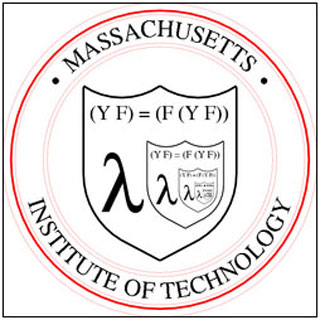 • MASSACHUSETTS •
(Y F) = (F (Y F))
λ
(Y F) = (F (Y F))
λ
(Y F) = (F (Y F))
λ
λ
INSTITUTE OF TECHNOLOGY